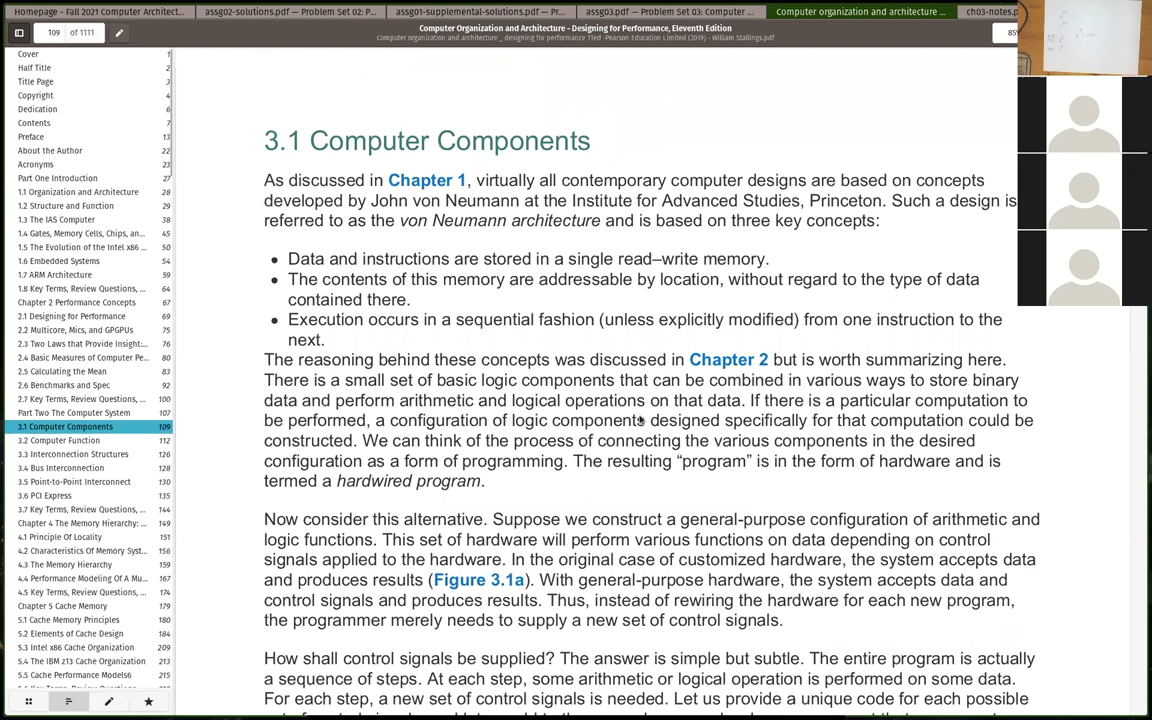 Homepage - Fall 2021 Computer Architect...
assg02-solutions.pdf — Problem Set 02: P...
assg01-supplemental-solutions.pdf — Pr...
assg03.pdf — Problem Set 03: Computer ...
Computer organization and architecture ...
ch03-notes.p
109 of 1111
Computer Organization and Architecture - Designing for Performance, Eleventh Edition
Computer organization and architecture _ designing for performance 11ed -Pearson Education Limited (2019) - William Stallings.pdf
85%
Cover 1
Half Title 2
Title Page 3
Copyright 4
Dedication 6
Contents 7
Preface 13
About the Author 22
Acronyms 23
Part One Introduction 27
1.1 Organization and Architecture 28
1.2 Structure and Function 29
1.3 The IAS Computer 38
1.4 Gates, Memory Cells, Chips, an... 45
1.5 The Evolution of the Intel x86 ... 50
1.6 Embedded Systems 54
1.7 ARM Architecture 59
1.8 Key Terms, Review Questions, ... 64
Chapter 2 Performance Concepts 67
2.1 Designing for Performance 69
2.2 Multicore, Mics, and GPGPUs 75
2.3 Two Laws that Provide Insight:... 76
2.4 Basic Measures of Computer Pe... 80
2.5 Calculating the Mean 83
2.6 Benchmarks and Spec 92
2.7 Key Terms, Review Questions, ... 100
Part Two The Computer System 107
3.1 Computer Components 109
3.2 Computer Function 112
3.3 Interconnection Structures 126
3.4 Bus Interconnection 128
3.5 Point-to-Point Interconnect 130
3.6 PCI Express 135
3.7 Key Terms, Review Questions, ... 144
Chapter 4 The Memory Hierarchy: ... 149
4.1 Principle Of Locality 151
4.2 Characteristics Of Memory Syst... 156
4.3 The Memory Hierarchy 159
4.4 Performance Modeling Of A Mu... 167
4.5 Key Terms, Review Questions, ... 174
Chapter 5 Cache Memory 179
5.1 Cache Memory Principles 180
5.2 Elements of Cache Design 184
5.3 Intel x86 Cache Organization 209
5.4 The IBM z13 Cache Organization 213
5.5 Cache Performance Models6 215
3.1 Computer Components
As discussed in Chapter 1, virtually all contemporary computer designs are based on concepts
developed by John von Neumann at the Institute for Advanced Studies, Princeton. Such a design is
referred to as the von Neumann architecture and is based on three key concepts:
• Data and instructions are stored in a single read–write memory.
• The contents of this memory are addressable by location, without regard to the type of data
contained there.
• Execution occurs in a sequential fashion (unless explicitly modified) from one instruction to the
next.
The reasoning behind these concepts was discussed in Chapter 2 but is worth summarizing here.
There is a small set of basic logic components that can be combined in various ways to store binary
data and perform arithmetic and logical operations on that data. If there is a particular computation to
be performed, a configuration of logic components designed specifically for that computation could be
constructed. We can think of the process of connecting the various components in the desired
configuration as a form of programming. The resulting “program” is in the form of hardware and is
termed a hardwired program.
Now consider this alternative. Suppose we construct a general-purpose configuration of arithmetic and
logic functions. This set of hardware will perform various functions on data depending on control
signals applied to the hardware. In the original case of customized hardware, the system accepts data
and produces results (Figure 3.1a). With general-purpose hardware, the system accepts data and
control signals and produces results. Thus, instead of rewiring the hardware for each new program,
the programmer merely needs to supply a new set of control signals.
How shall control signals be supplied? The answer is simple but subtle. The entire program is actually
a sequence of steps. At each step, some arithmetic or logical operation is performed on some data.
For each step, a new set of control signals is needed. Let us provide a unique code for each possible